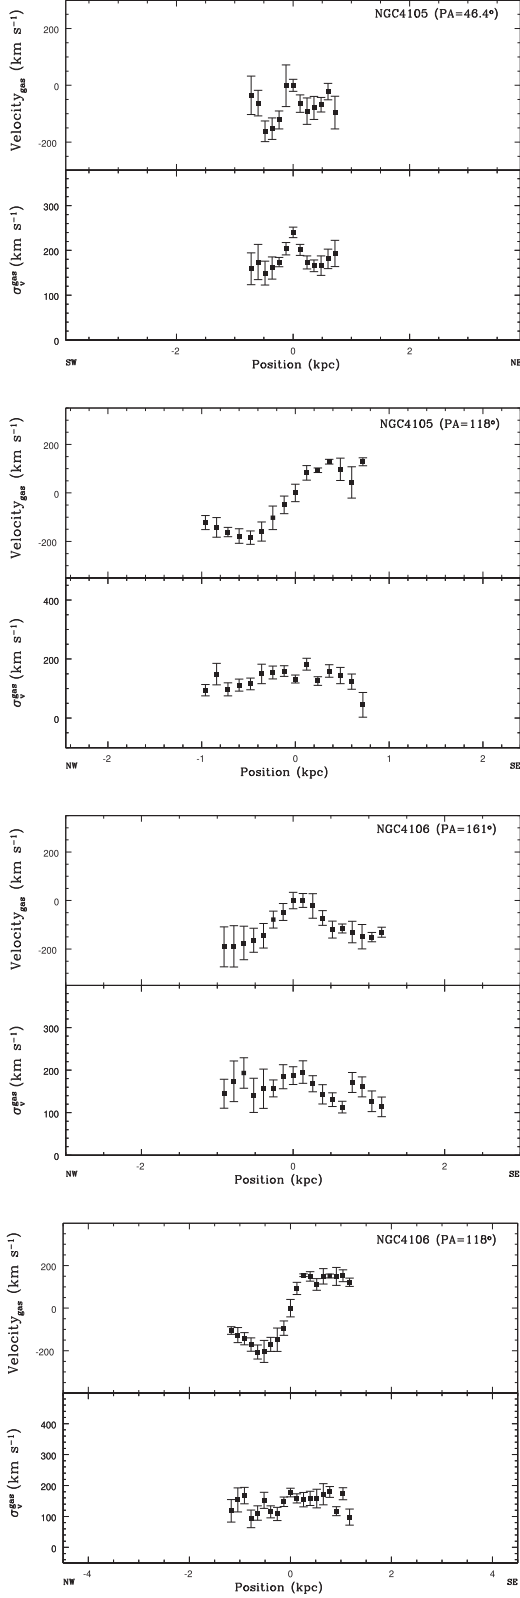 NGC4105 (PA=46.4°)
200
0
-200
Velocity_gas (km s⁻¹)
300
200
100
0
σ_v^gas (km s⁻¹)
-2 0 2
SW Position (kpc) NE
NGC4105 (PA=118°)
200
0
-200
Velocity_gas (km s⁻¹)
400
200
0
σ_v^gas (km s⁻¹)
-2 -1 0 1 2
NW Position (kpc) SE
NGC4106 (PA=161°)
200
0
-200
Velocity_gas (km s⁻¹)
300
200
100
0
σ_v^gas (km s⁻¹)
-2 0 2
NW Position (kpc) SE
NGC4106 (PA=118°)
200
0
-200
Velocity_gas (km s⁻¹)
400
300
200
100
0
σ_v^gas (km s⁻¹)
-4 -2 0 2 4
NW Position (kpc) SE